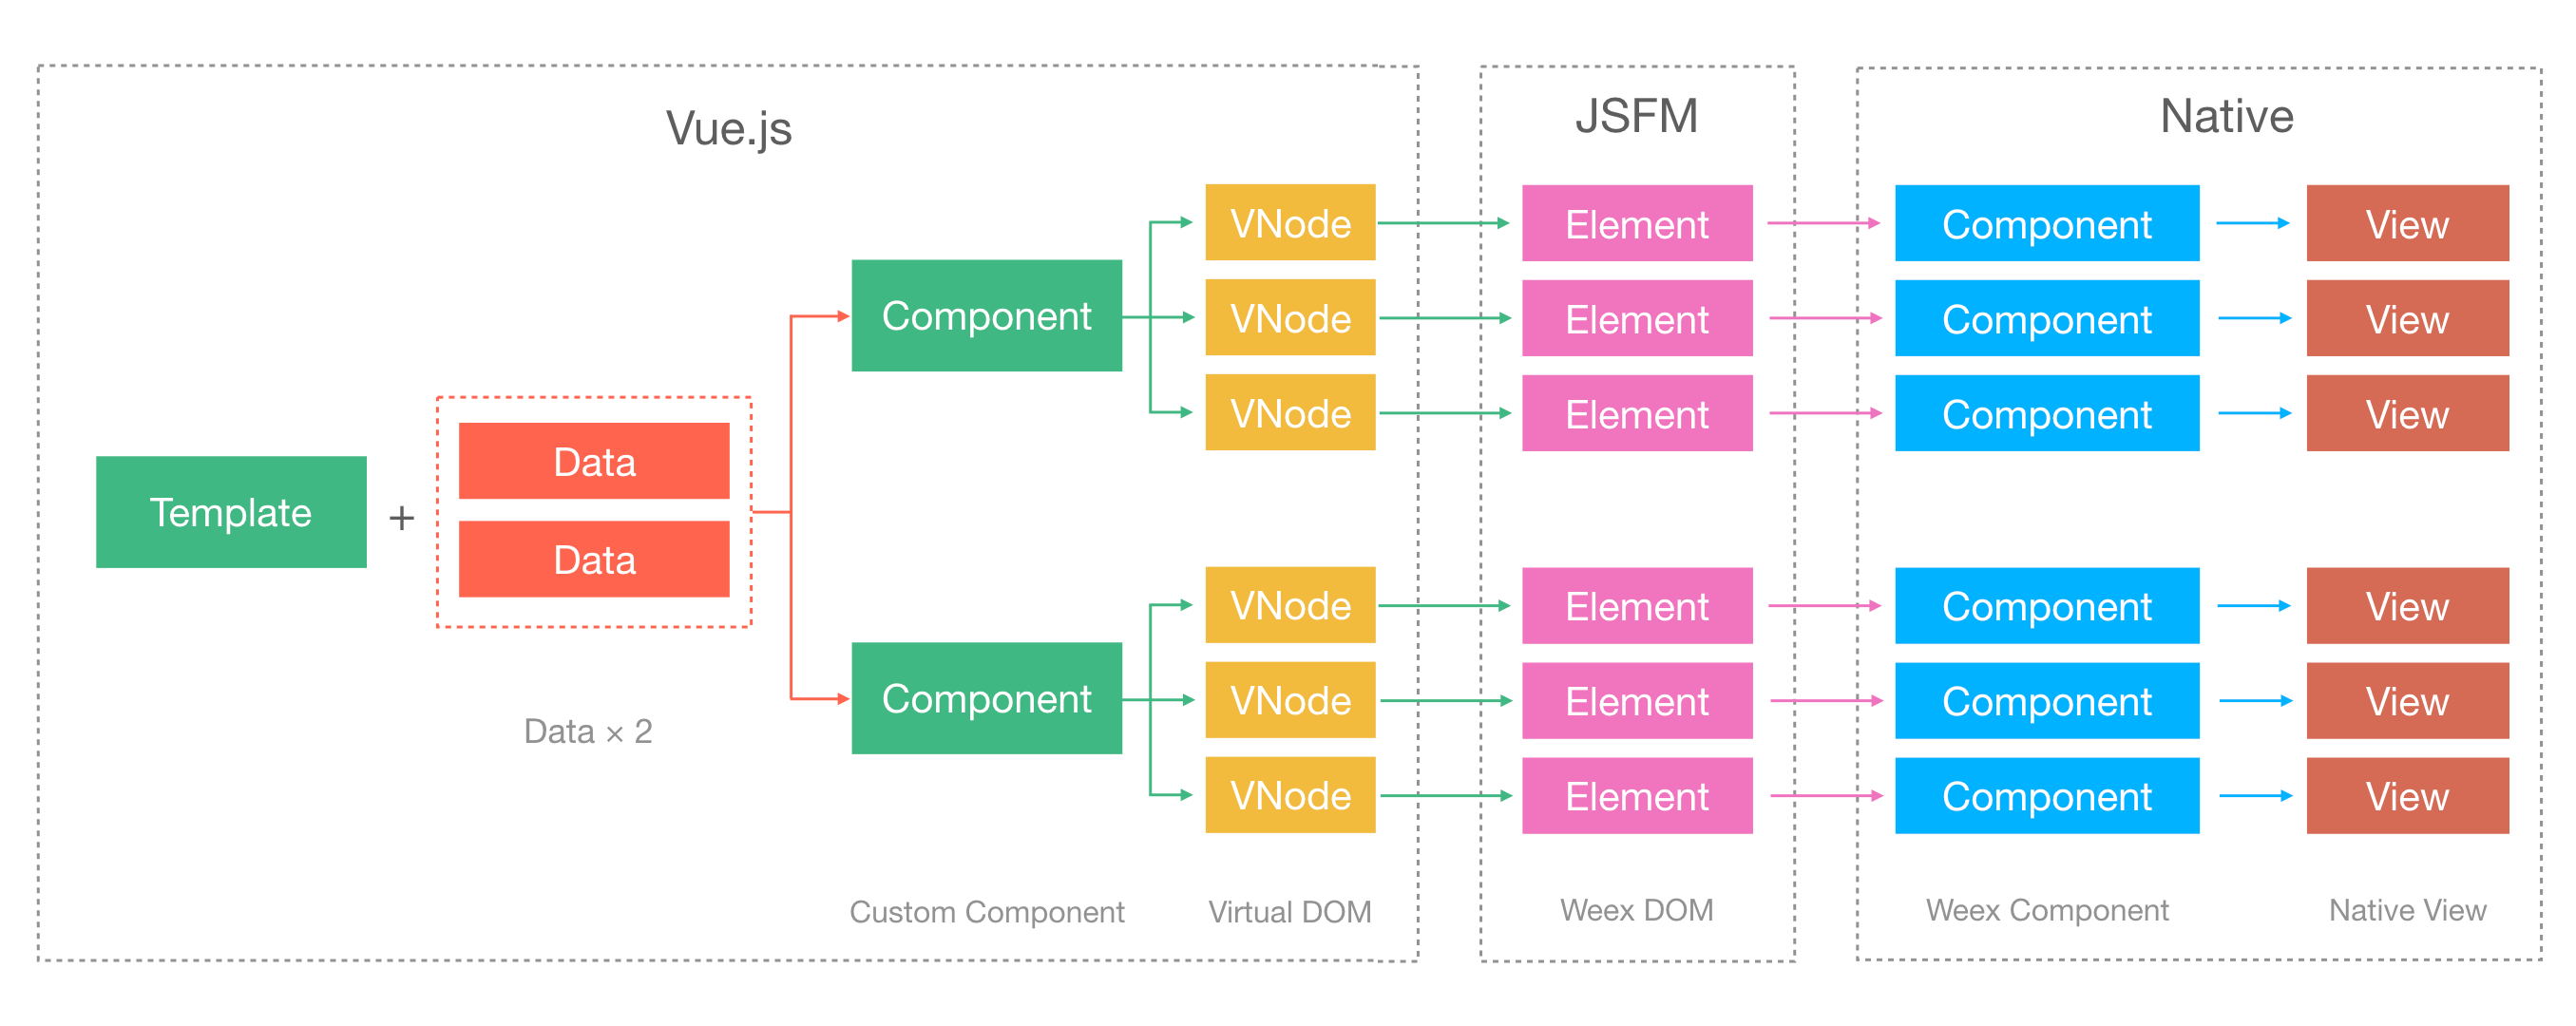 Vue.js
JSFM
Native
VNode
Element
Component
View
Component
VNode
Element
Component
View
VNode
Element
Component
View
Data
Template
+
Data
VNode
Element
Component
View
Component
VNode
Element
Component
View
Data × 2
VNode
Element
Component
View
Custom Component
Virtual DOM
Weex DOM
Weex Component
Native View